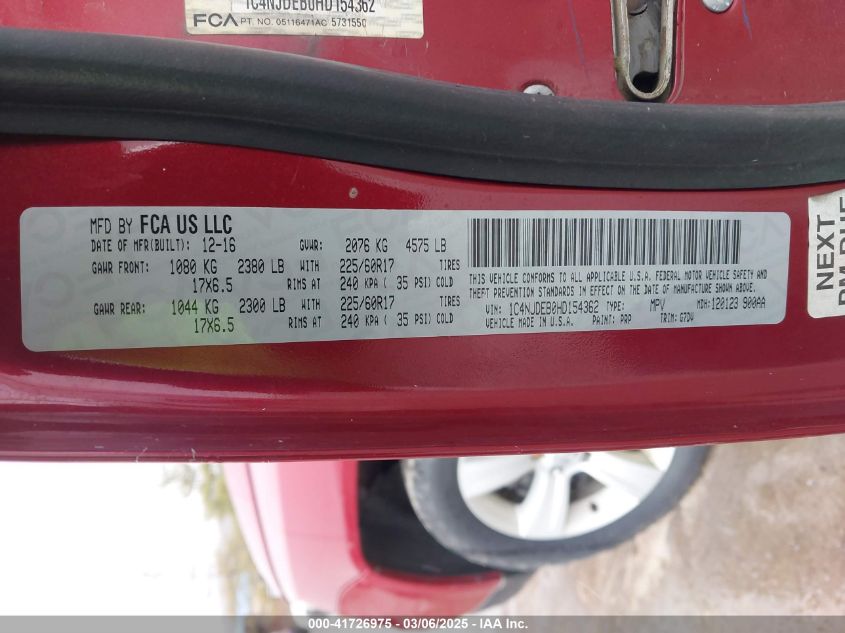 1C4NJDEB0HD154362
FCA PT. NO. 05116471AC 573155C
MFD BY FCA US LLC
DATE OF MFR(BUILT): 12-16 GVWR: 2076 KG 4575 LB
GAWR FRONT: 1080 KG 2380 LB WITH 225/60R17 TIRES
17X6.5 RIMS AT 240 KPA ( 35 PSI) COLD
GAWR REAR: 1044 KG 2300 LB WITH 225/60R17 TIRES
17X6.5 RIMS AT 240 KPA ( 35 PSI) COLD
THIS VEHICLE CONFORMS TO ALL APPLICABLE U.S.A. FEDERAL MOTOR VEHICLE SAFETY AND
THEFT PREVENTION STANDARDS IN EFFECT ON THE DATE OF MANUFACTURE SHOWN ABOVE.
VIN: 1C4NJDEB0HD154362 TYPE: MPV MDH: 120123 900AA
VEHICLE MADE IN U.S.A. PAINT: PRP TRIM: G7DV
NEXT
000-41726975 - 03/06/2025 - IAAI.com